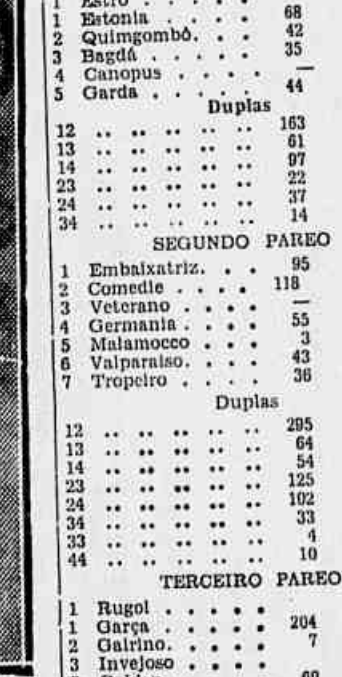 1 Estro . . . . .
1 Estonia . . . . 68
2 Quimgombô. . . 42
3 Bagdá . . . . . 35
4 Canopus . . . . —
5 Garda . . . . . 44
Duplas
12 .. .. .. .. .. 163
13 .. .. .. .. .. 61
14 .. .. .. .. .. 97
23 .. .. .. .. .. 22
24 .. .. .. .. .. 37
34 .. .. .. .. .. 14
SEGUNDO PAREO
1 Embaixatriz. . . 95
2 Comedie . . . . 118
3 Veterano . . . . —
4 Germania . . . . 55
5 Malamocco . . . 3
6 Valparaiso. . . . 43
7 Tropeiro . . . . 36
Duplas
12 .. .. .. .. .. 295
13 .. .. .. .. .. 64
14 .. .. .. .. .. 54
23 .. .. .. .. .. 125
24 .. .. .. .. .. 102
34 .. .. .. .. .. 33
33 .. .. .. .. .. 4
44 .. .. .. .. .. 10
TERCEIRO PAREO
1 Rugol . . . . .
1 Garça . . . . . 204
2 Gairino. . . . . 7
3 Invejoso . . . .